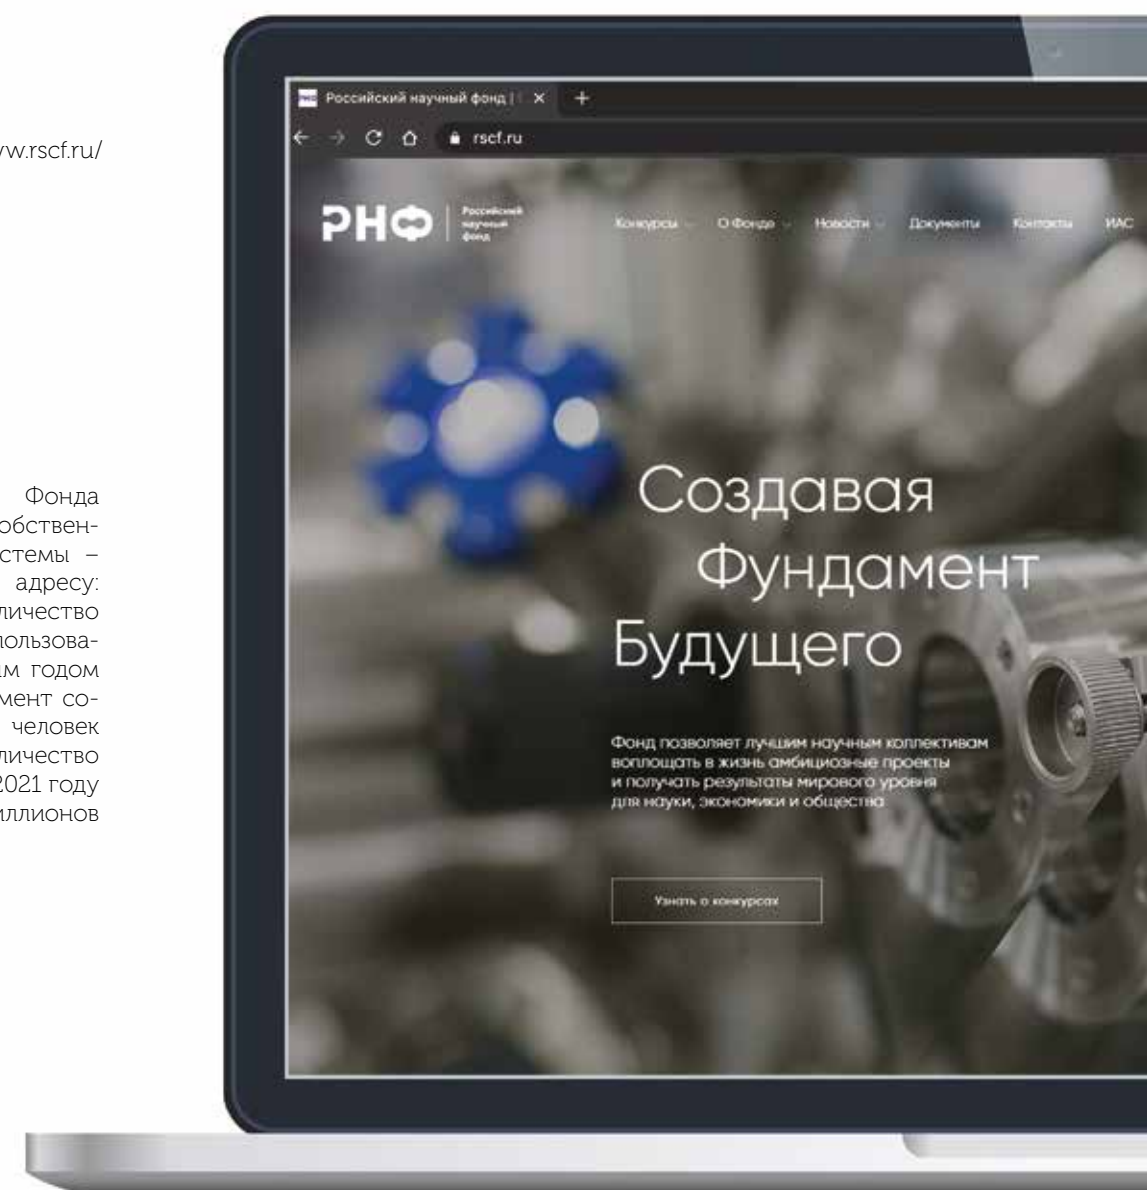 w.rscf.ru/
Фонда
обствен-
стемы –
адресу:
личество
пользова-
м годом
мент со-
человек
личество
2021 году
иллионов
Российский научный фонд |
rscf.ru
РНФ
Российский
научный
фонд
Конкурсы
О Фонде
Новости
Документы
Контакты
ИАС
Создавая
Фундамент
Будущего
Фонд позволяет лучшим научным коллективам
воплощать в жизнь амбициозные проекты
и получать результаты мирового уровня
для науки, экономики и общества
Узнать о конкурсах